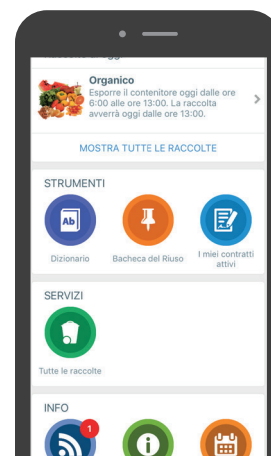 Organico
Esporre il contenitore oggi dalle ore
6:00 alle ore 13:00. La raccolta
avverrà oggi dalle ore 13:00.
MOSTRA TUTTE LE RACCOLTE
STRUMENTI
Ab
Dizionario
Bacheca del Riuso
I miei contratti
attivi
SERVIZI
Tutte le raccolte
INFO
1